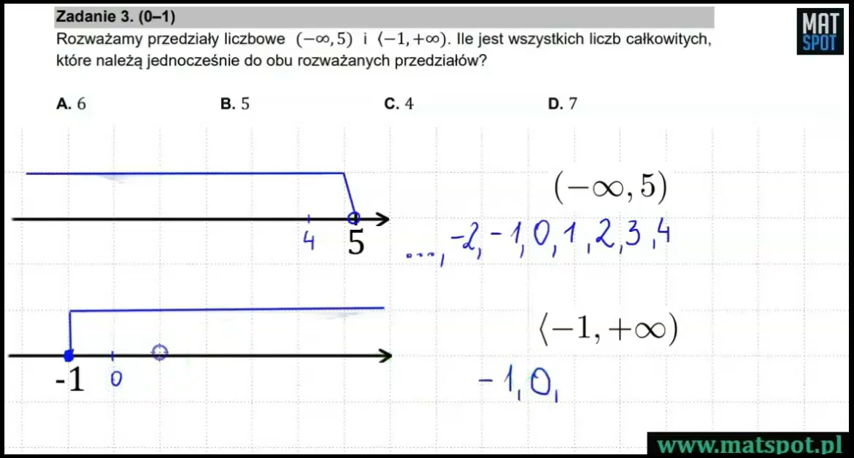 Zadanie 3. (0–1)
MAT
SPOT
Rozważamy przedziały liczbowe (−∞, 5) i ⟨−1, +∞). Ile jest wszystkich liczb całkowitych,
które należą jednocześnie do obu rozważanych przedziałów?
A. 6 B. 5 C. 4 D. 7
(−∞, 5)
4 5
..., -2, -1, 0, 1, 2, 3, 4
⟨−1, +∞)
-1 0
-1, 0,
www.matspot.pl